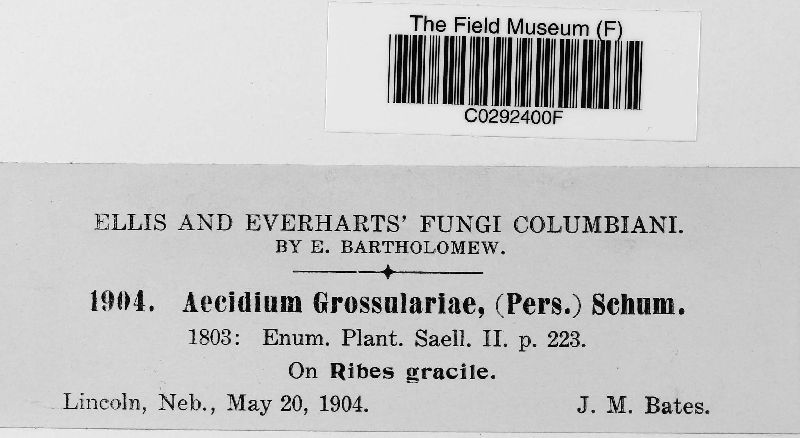 The Field Museum (F)
C0292400F
ELLIS AND EVERHARTS' FUNGI COLUMBIANI.
BY E. BARTHOLOMEW.
1904. Aecidium Grossulariae, (Pers.) Schum.
1803: Enum. Plant. Saell. II. p. 223.
On Ribes gracile.
Lincoln, Neb., May 20, 1904. J. M. Bates.